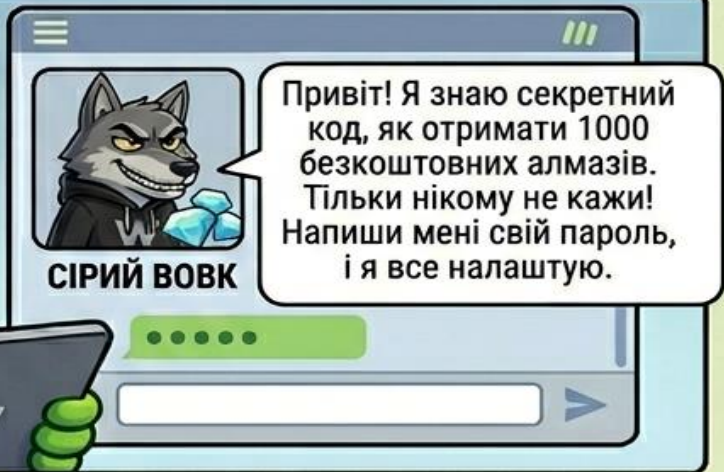 Привіт! Я знаю секретний
код, як отримати 1000
безкоштовних алмазів.
Тільки нікому не кажи!
Напиши мені свій пароль,
і я все налаштую.
СІРИЙ ВОВК